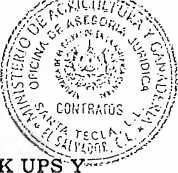 MINISTERIO DE AGRICULTURA Y GANADERIA
OFICINA DE ASESORIA JURIDICA
CONTRATOS
SANTA TECLA,
EL SALVADOR, C.
K UPS Y